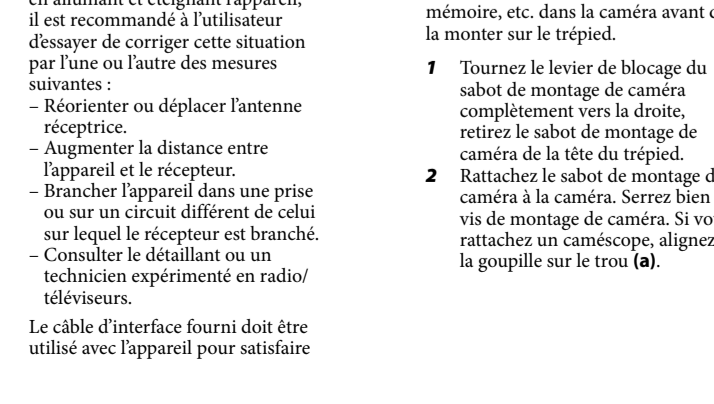 en allumant et éteignant l'appareil,
il est recommandé à l'utilisateur
d'essayer de corriger cette situation
par l'une ou l'autre des mesures
suivantes :
– Réorienter ou déplacer l'antenne
réceptrice.
– Augmenter la distance entre
l'appareil et le récepteur.
– Brancher l'appareil dans une prise
ou sur un circuit différent de celui
sur lequel le récepteur est branché.
– Consulter le détaillant ou un
technicien expérimenté en radio/
téléviseurs.
Le câble d'interface fourni doit être
utilisé avec l'appareil pour satisfaire
mémoire, etc. dans la caméra avant
la monter sur le trépied.
1 Tournez le levier de blocage du
sabot de montage de caméra
complètement vers la droite,
retirez le sabot de montage de
caméra de la tête du trépied.
2 Rattachez le sabot de montage
caméra à la caméra. Serrez bien
vis de montage de caméra. Si
rattachez un caméscope, alignez
la goupille sur le trou (a).